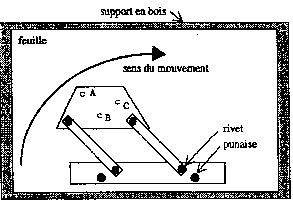 support en bois
feuille
sens du mouvement
c A
c C
c B
rivet
punaise